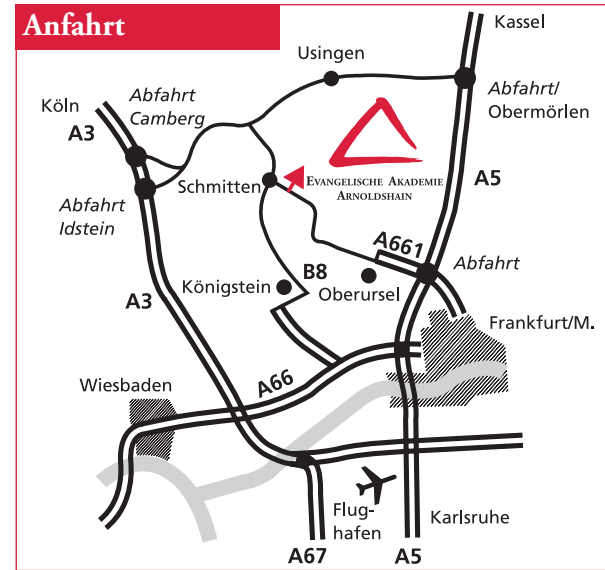 Anfahrt
Kassel
Usingen
Köln
Abfahrt
Camberg
A3
Abfahrt/
Obermörlen
Schmitten
EVANGELISCHE AKADEMIE
ARNOLDSHAIN
A5
Abfahrt
Idstein
A661
Abfahrt
A3
Königstein
B8
Oberursel
Frankfurt/M.
Wiesbaden
A66
Flug-
hafen
Karlsruhe
A67
A5